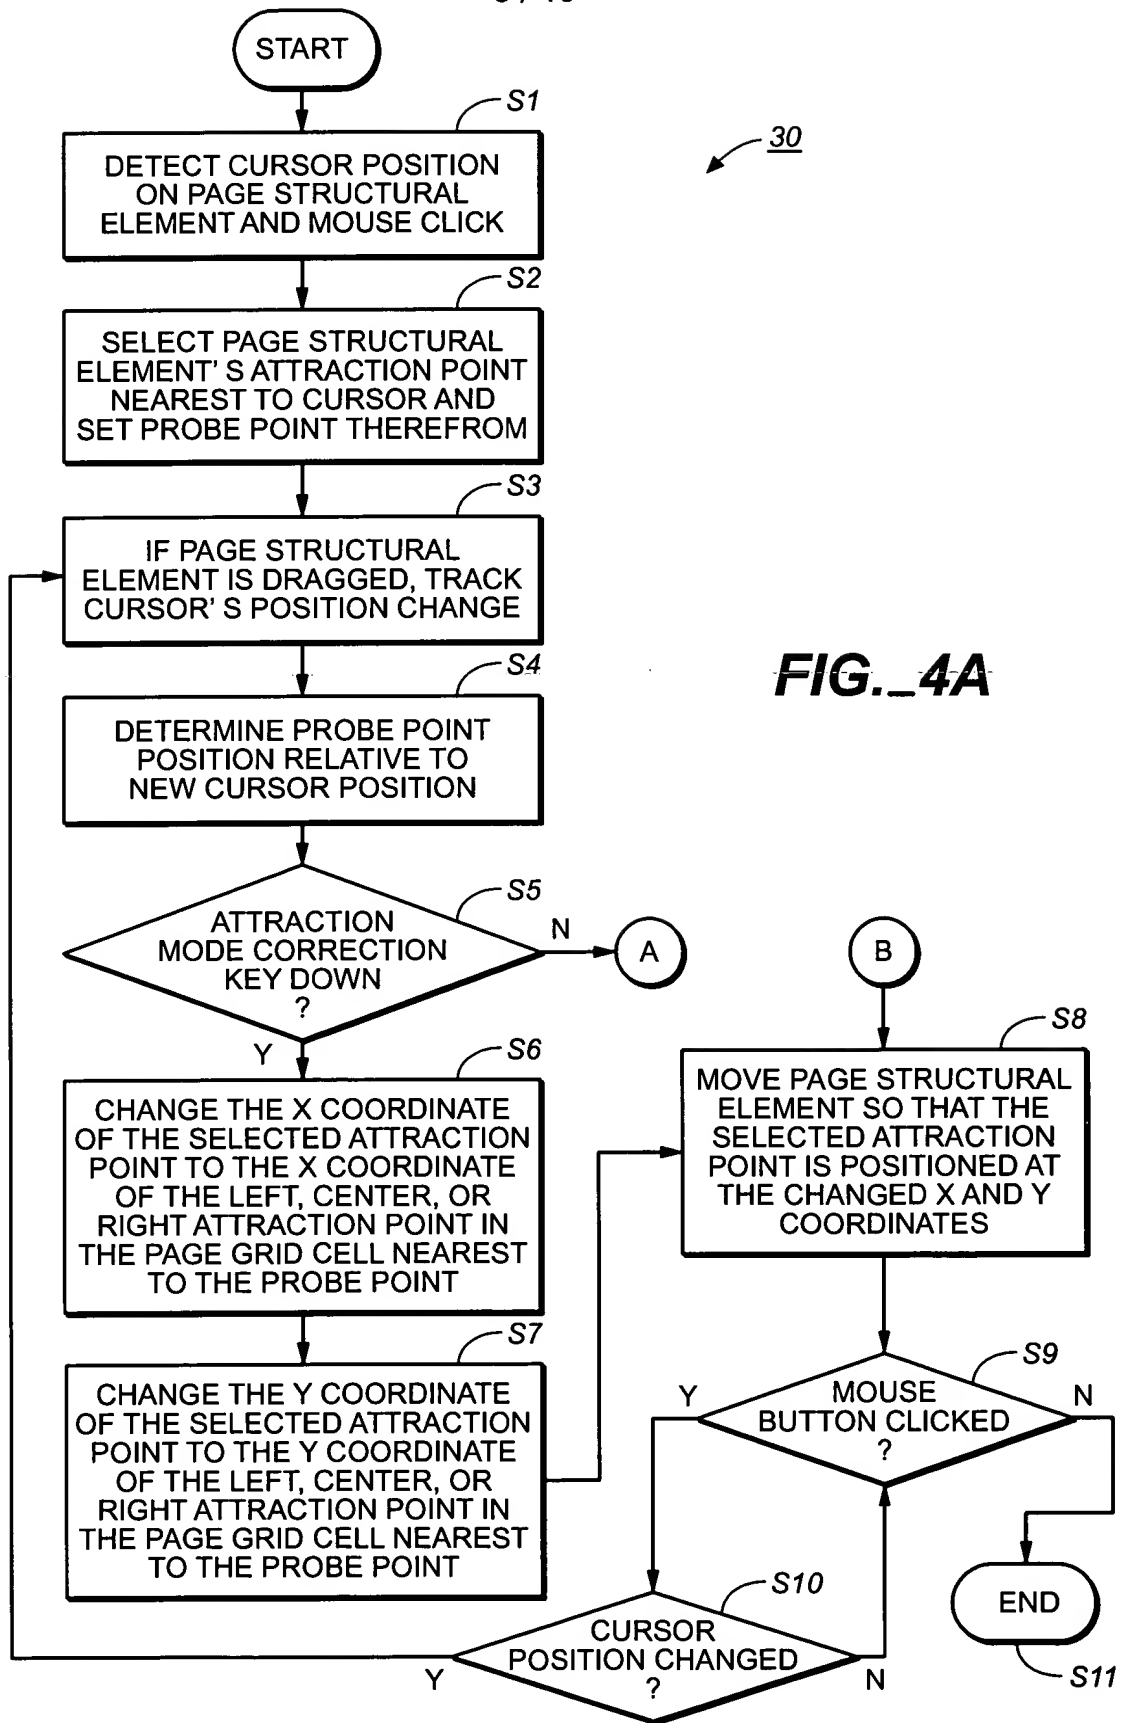 START
S1
DETECT CURSOR POSITION
ON PAGE STRUCTURAL
ELEMENT AND MOUSE CLICK
30
S2
SELECT PAGE STRUCTURAL
ELEMENT'S ATTRACTION POINT
NEAREST TO CURSOR AND
SET PROBE POINT THEREFROM
S3
IF PAGE STRUCTURAL
ELEMENT IS DRAGGED, TRACK
CURSOR'S POSITION CHANGE
S4
DETERMINE PROBE POINT
POSITION RELATIVE TO
NEW CURSOR POSITION
FIG._4A
S5
ATTRACTION
MODE CORRECTION
KEY DOWN
?
N
A
Y
S6
CHANGE THE X COORDINATE
OF THE SELECTED ATTRACTION
POINT TO THE X COORDINATE
OF THE LEFT, CENTER, OR
RIGHT ATTRACTION POINT IN
THE PAGE GRID CELL NEAREST
TO THE PROBE POINT
S7
CHANGE THE Y COORDINATE
OF THE SELECTED ATTRACTION
POINT TO THE Y COORDINATE
OF THE LEFT, CENTER, OR
RIGHT ATTRACTION POINT IN
THE PAGE GRID CELL NEAREST
TO THE PROBE POINT
B
S8
MOVE PAGE STRUCTURAL
ELEMENT SO THAT THE
SELECTED ATTRACTION
POINT IS POSITIONED AT
THE CHANGED X AND Y
COORDINATES
S9
MOUSE
BUTTON CLICKED
?
Y
N
S10
CURSOR
POSITION CHANGED
?
Y
N
END
S11